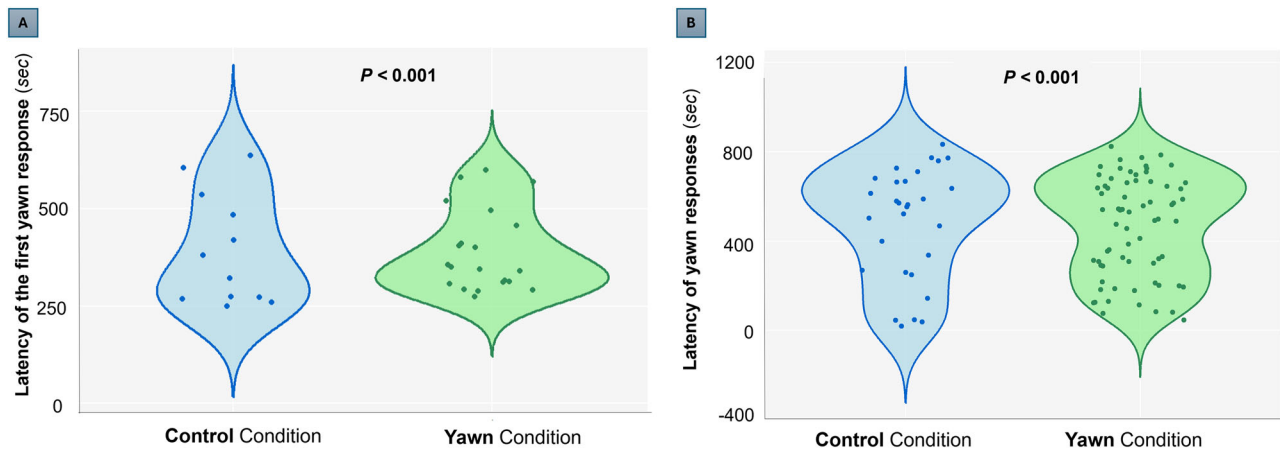 A
Latency of the first yawn response (sec)
750
500
250
0
P < 0.001
Control Condition
Yawn Condition
B
Latency of yawn responses (sec)
1200
800
400
0
-400
P < 0.001
Control Condition
Yawn Condition